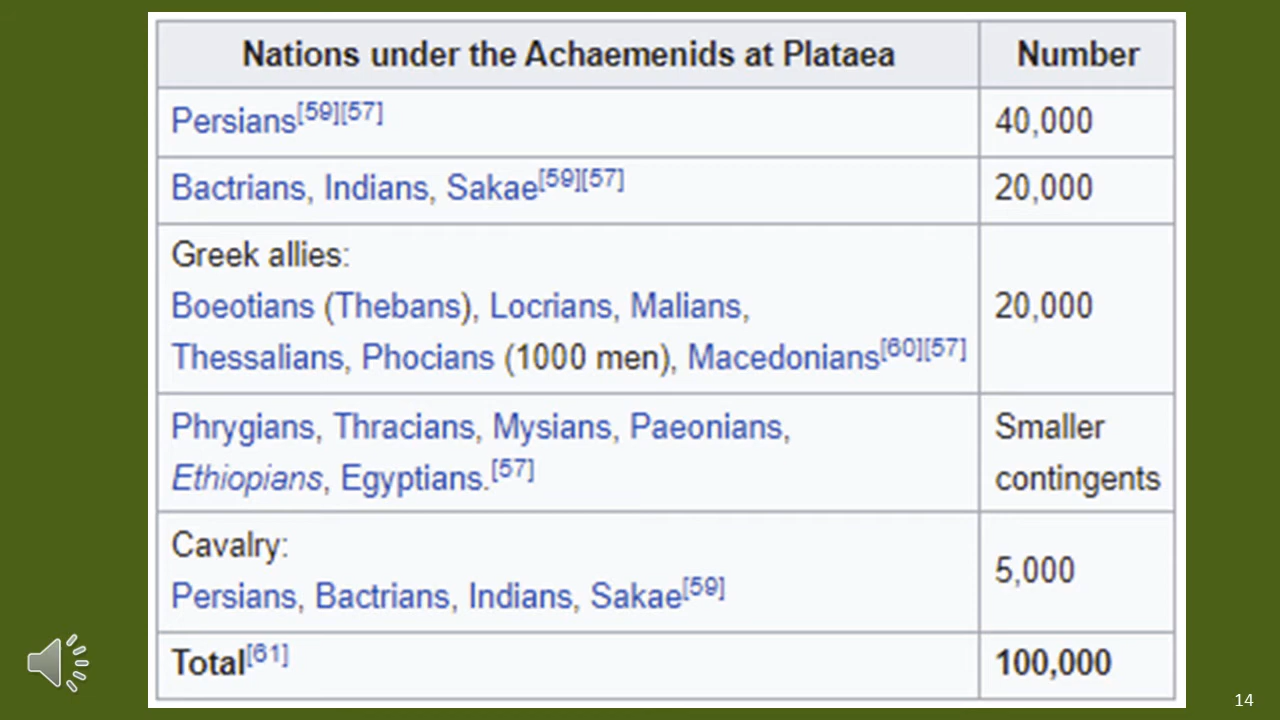 Nations under the Achaemenids at Plataea Number
Persians[59][57] 40,000
Bactrians, Indians, Sakae[59][57] 20,000
Greek allies:
Boeotians (Thebans), Locrians, Malians,
Thessalians, Phocians (1000 men), Macedonians[60][57]
20,000
Phrygians, Thracians, Mysians, Paeonians,
Ethiopians, Egyptians.[57]
Smaller
contingents
Cavalry:
Persians, Bactrians, Indians, Sakae[59]
5,000
Total[61] 100,000
14